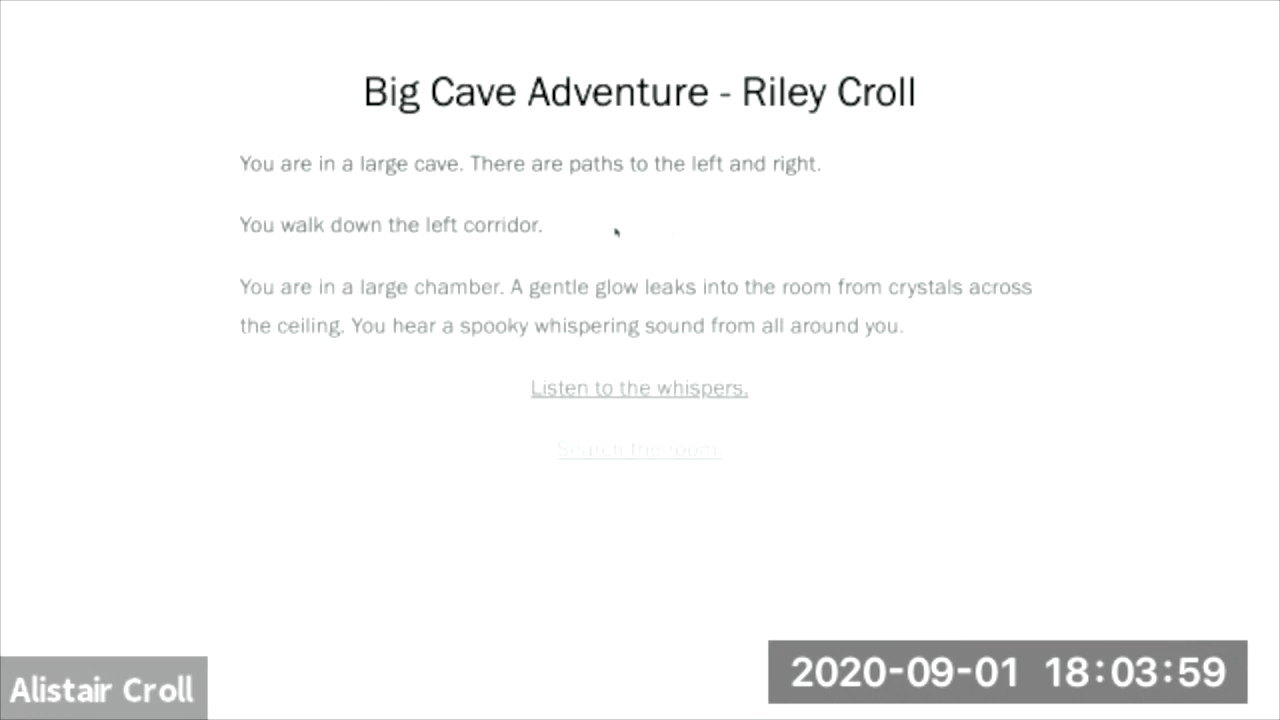 Big Cave Adventure - Riley Croll
You are in a large cave. There are paths to the left and right.
You walk down the left corridor.
You are in a large chamber. A gentle glow leaks into the room from crystals across
the ceiling. You hear a spooky whispering sound from all around you.
Listen to the whispers.
Search the room.
Alistair Croll
2020-09-01 18:03:59